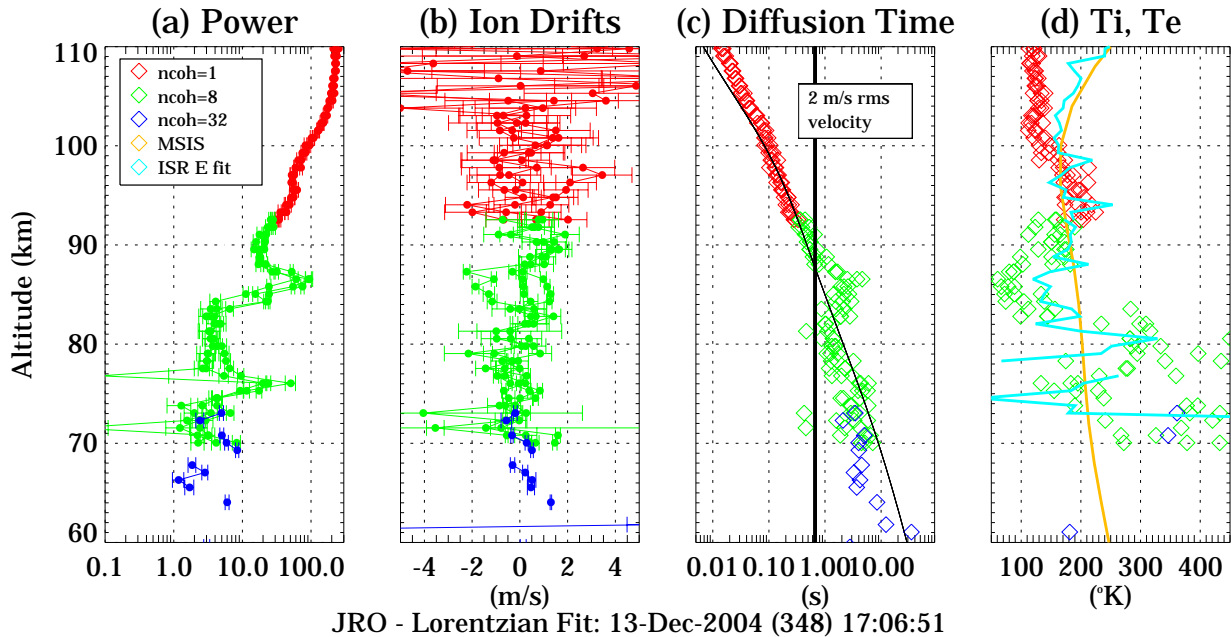 (a) Power (b) Ion Drifts (c) Diffusion Time (d) Ti, Te
110
100
90
80
70
60
Altitude (km)
ncoh=1
ncoh=8
ncoh=32
MSIS
ISR E fit
2 m/s rms
velocity
0.1 1.0 10.0 100.0
-4 -2 0 2 4
0.01 0.10 1.00 10.00
100 200 300 400
(m/s) (s) (°K)
JRO - Lorentzian Fit: 13-Dec-2004 (348) 17:06:51